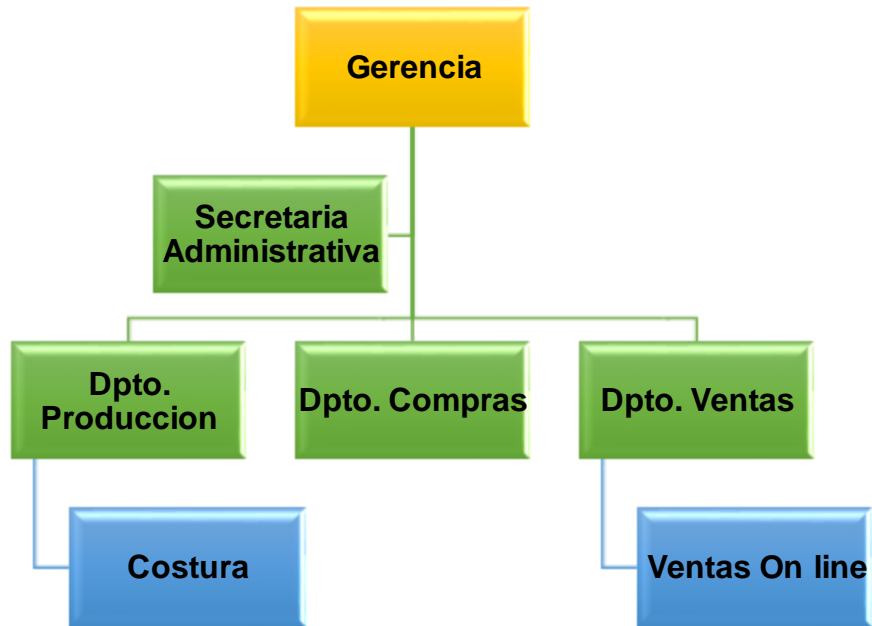 Gerencia
Secretaria
Administrativa
Dpto.
Produccion
Dpto. Compras
Dpto. Ventas
Costura
Ventas On line